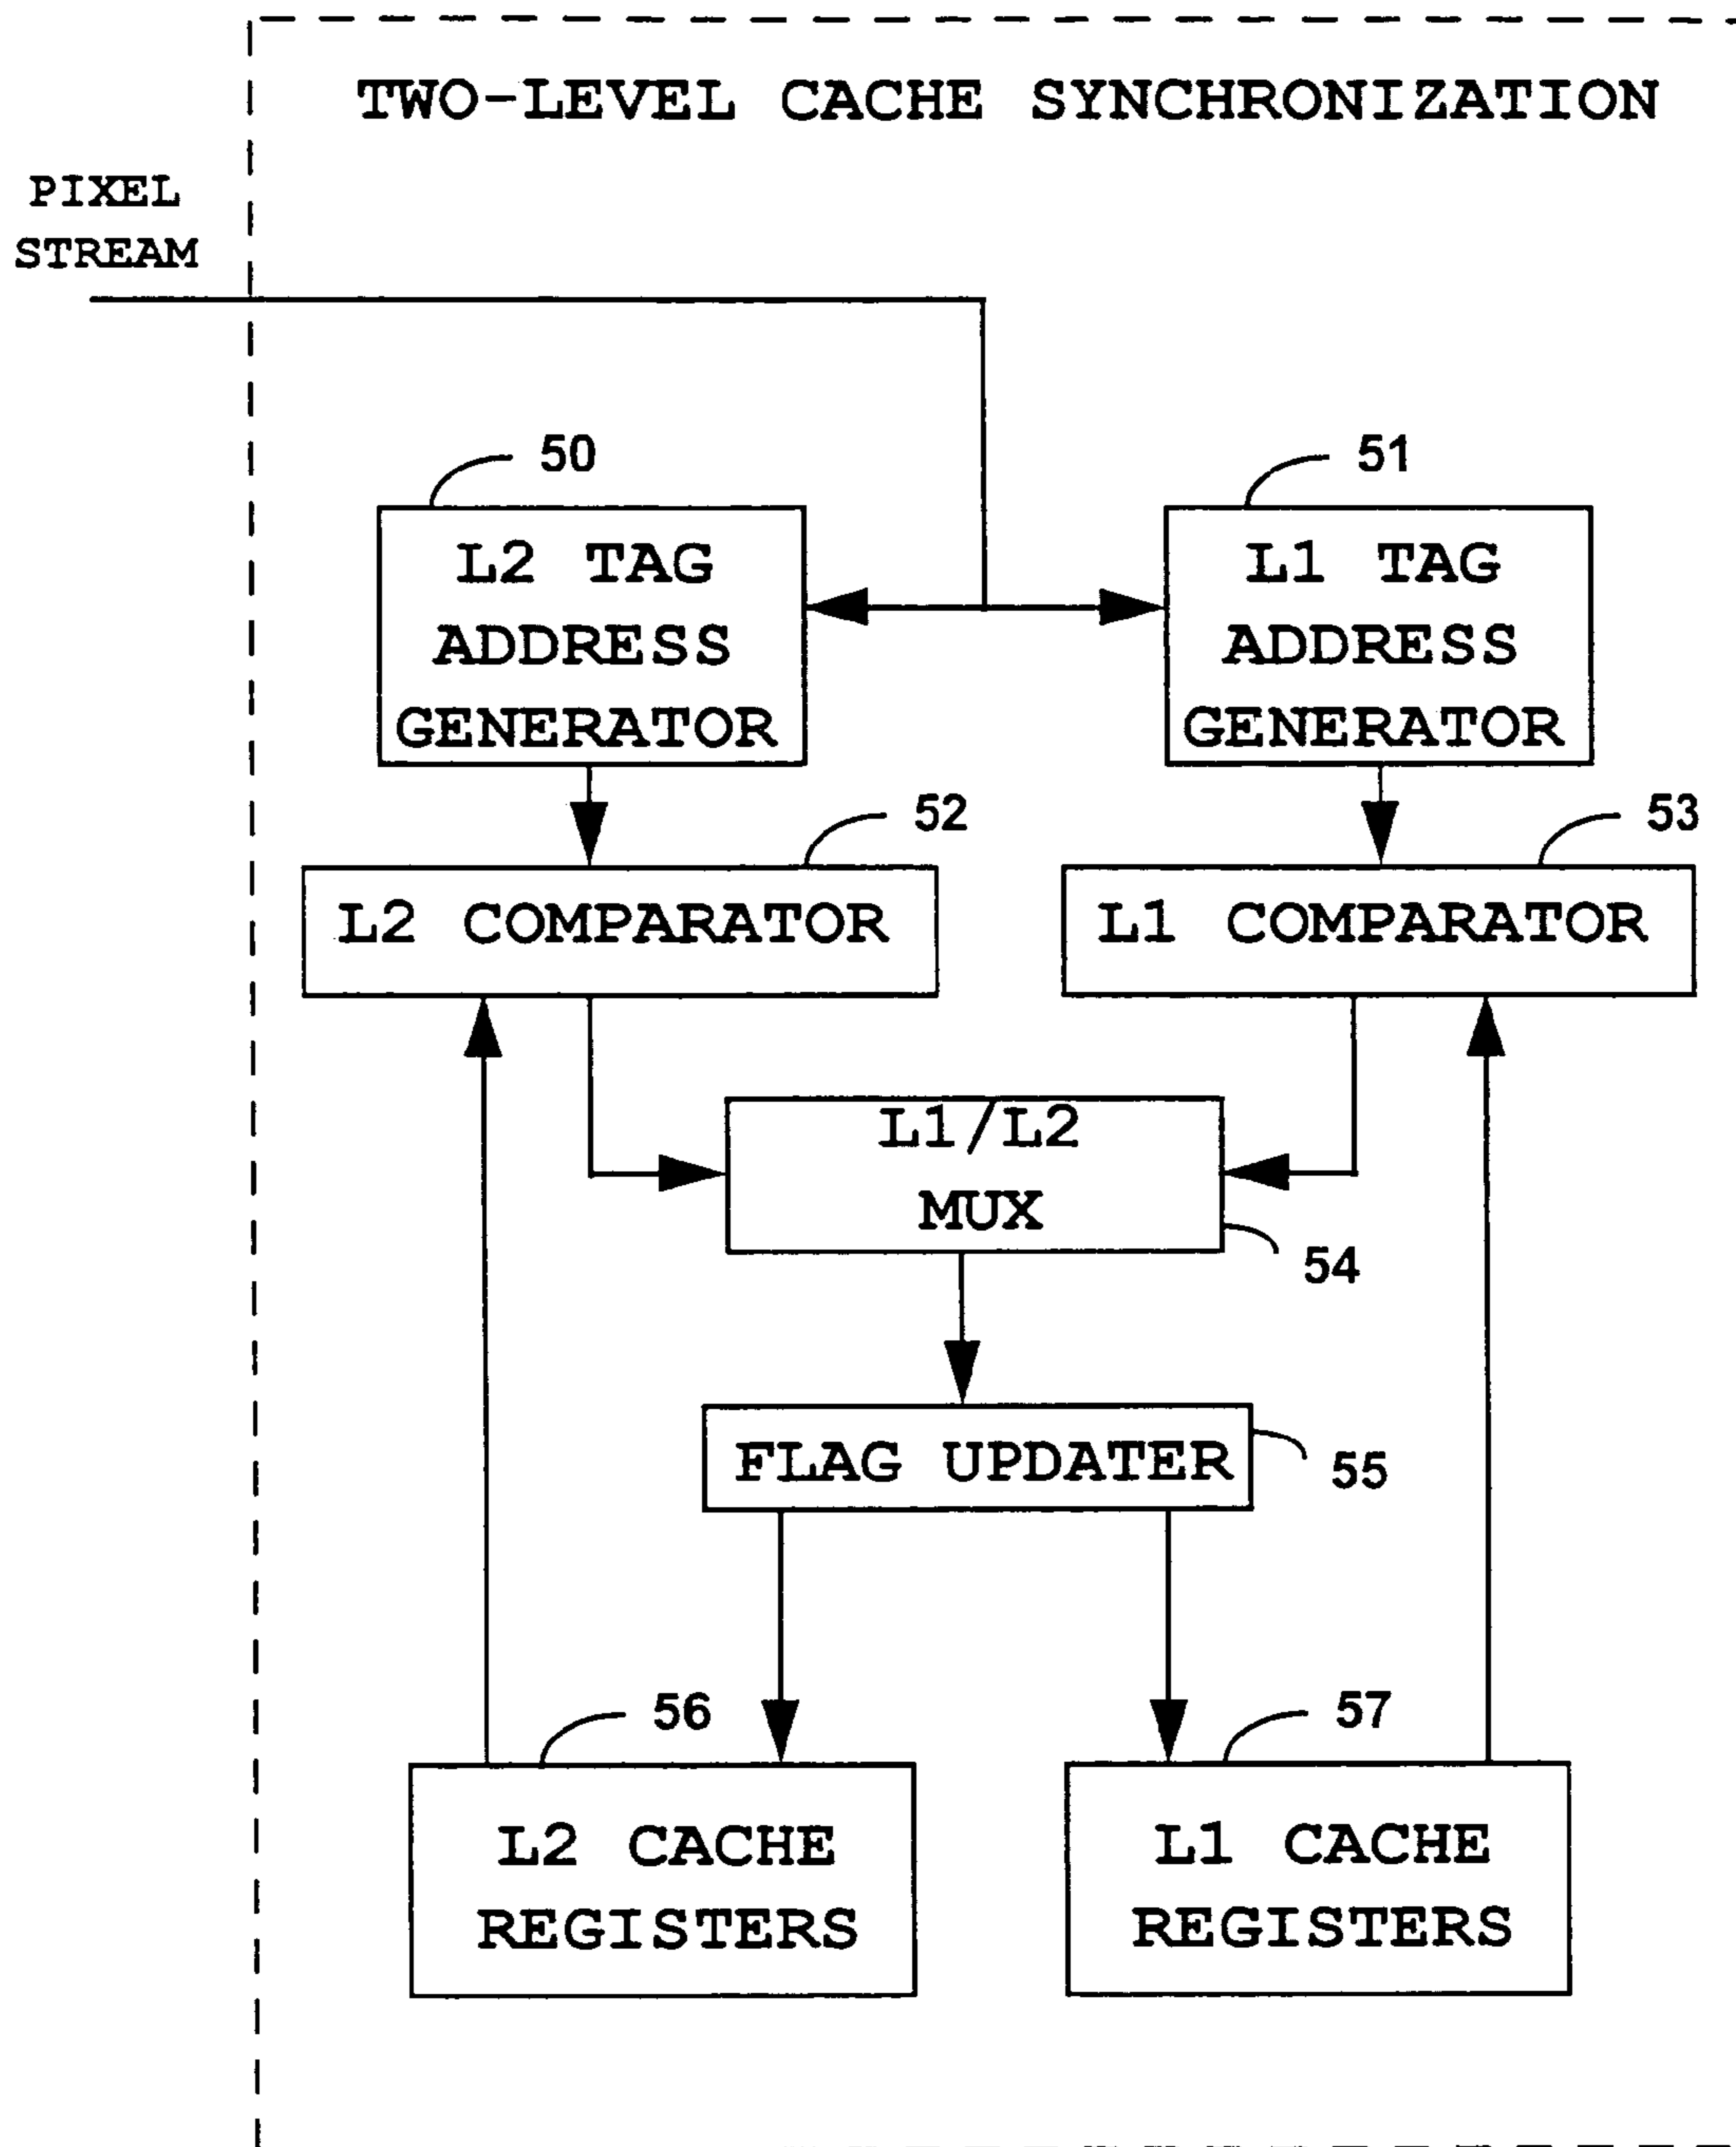 TWO-LEVEL CACHE SYNCHRONIZATION
PIXEL
STREAM
50
51
L2 TAG
ADDRESS
GENERATOR
L1 TAG
ADDRESS
GENERATOR
52
53
L2 COMPARATOR
L1 COMPARATOR
L1/L2
MUX
54
FLAG UPDATER
55
56
57
L2 CACHE
REGISTERS
L1 CACHE
REGISTERS